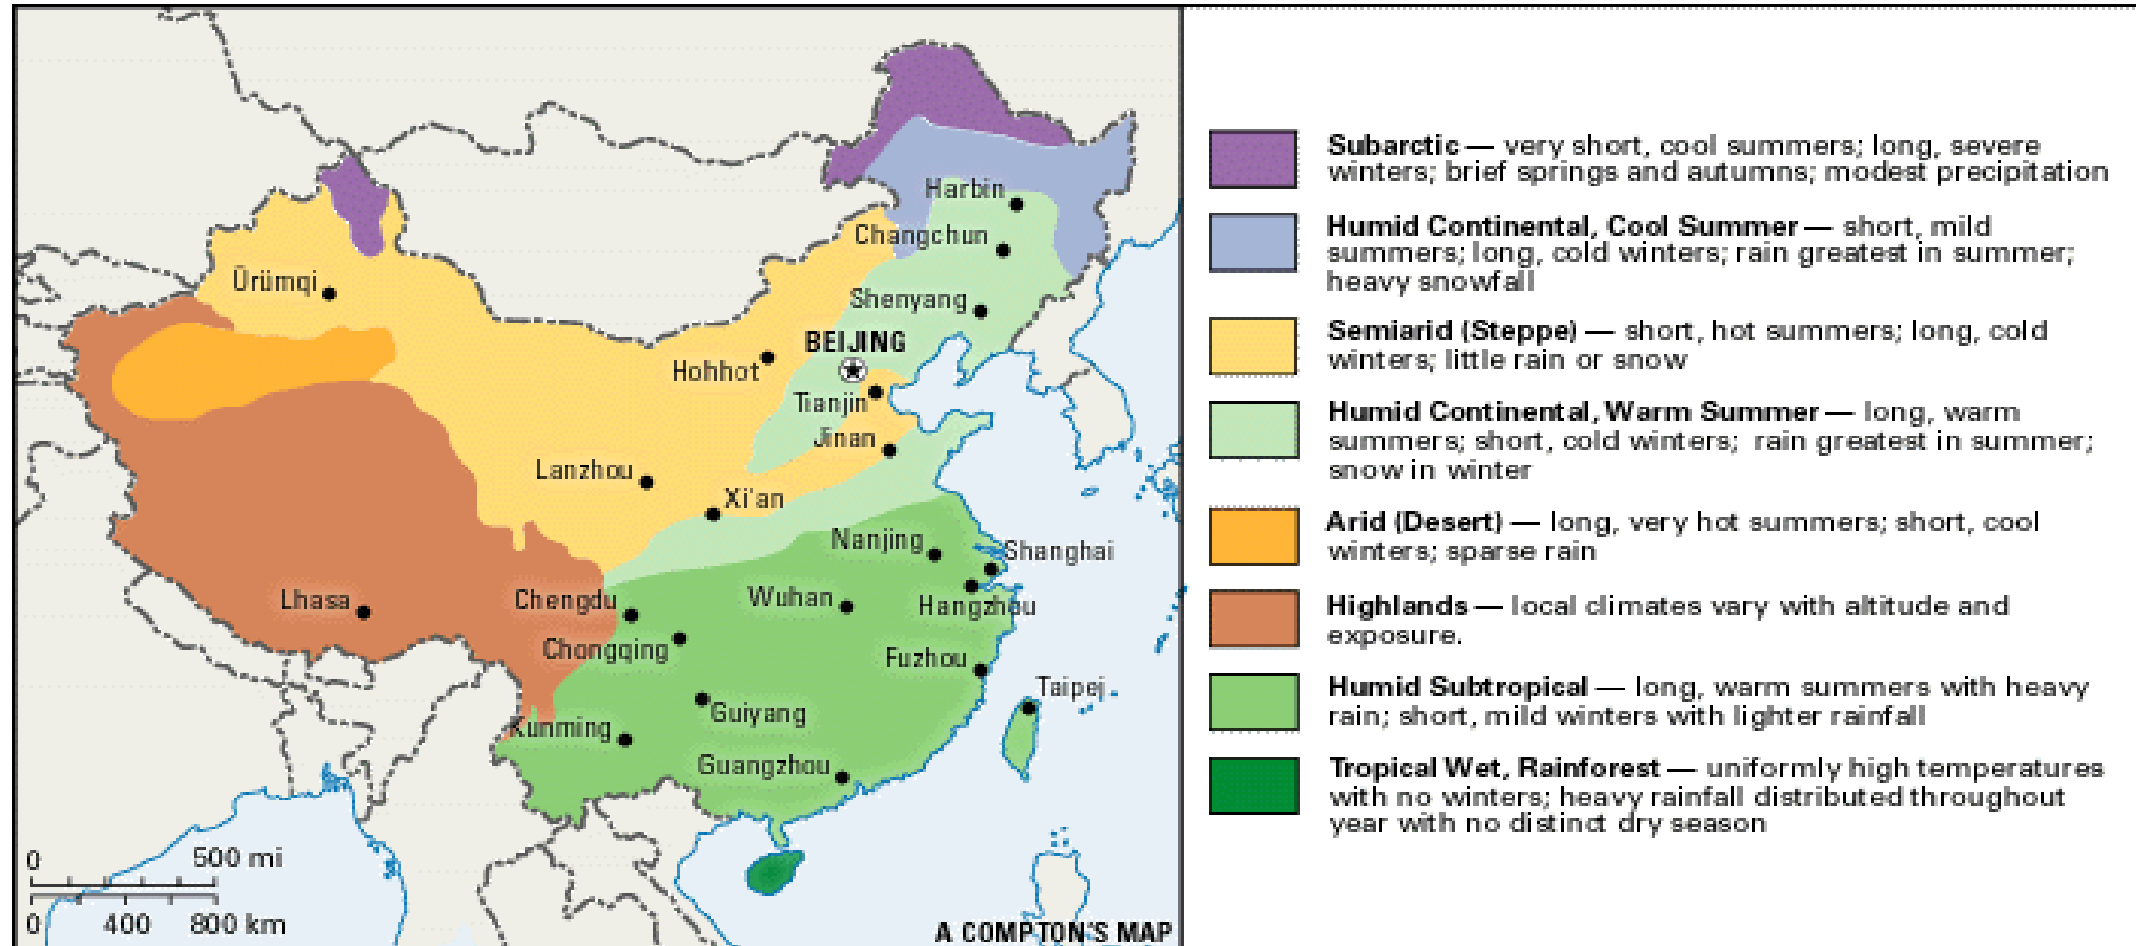 Harbin
Changchun
Ürümqi
Shenyang
BEIJING
Hohhot
Tianjin
Jinan
Lanzhou
Xi'an
Nanjing
Shanghai
Lhasa
Chengdu
Wuhan
Hangzhou
Chongqing
Fuzhou
Taipei
Guiyang
Kunming
Guangzhou
0 500 mi
0 400 800 km
A COMPTON'S MAP
Subarctic — very short, cool summers; long, severe
winters; brief springs and autumns; modest precipitation
Humid Continental, Cool Summer — short, mild
summers; long, cold winters; rain greatest in summer;
heavy snowfall
Semiarid (Steppe) — short, hot summers; long, cold
winters; little rain or snow
Humid Continental, Warm Summer — long, warm
summers; short, cold winters; rain greatest in summer;
snow in winter
Arid (Desert) — long, very hot summers; short, cool
winters; sparse rain
Highlands — local climates vary with altitude and
exposure.
Humid Subtropical — long, warm summers with heavy
rain; short, mild winters with lighter rainfall
Tropical Wet, Rainforest — uniformly high temperatures
with no winters; heavy rainfall distributed throughout
year with no distinct dry season